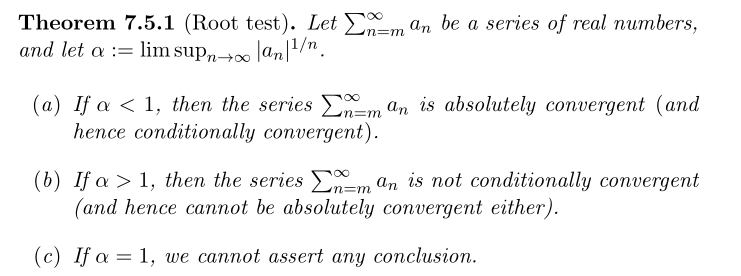 Theorem 7.5.1 (Root test). Let ∑_{n=m}^{∞} a_n be a series of real numbers,
and let α := lim sup_{n→∞} |a_n|^{1/n}.
(a) If α < 1, then the series ∑_{n=m}^{∞} a_n is absolutely convergent (and
hence conditionally convergent).
(b) If α > 1, then the series ∑_{n=m}^{∞} a_n is not conditionally convergent
(and hence cannot be absolutely convergent either).
(c) If α = 1, we cannot assert any conclusion.